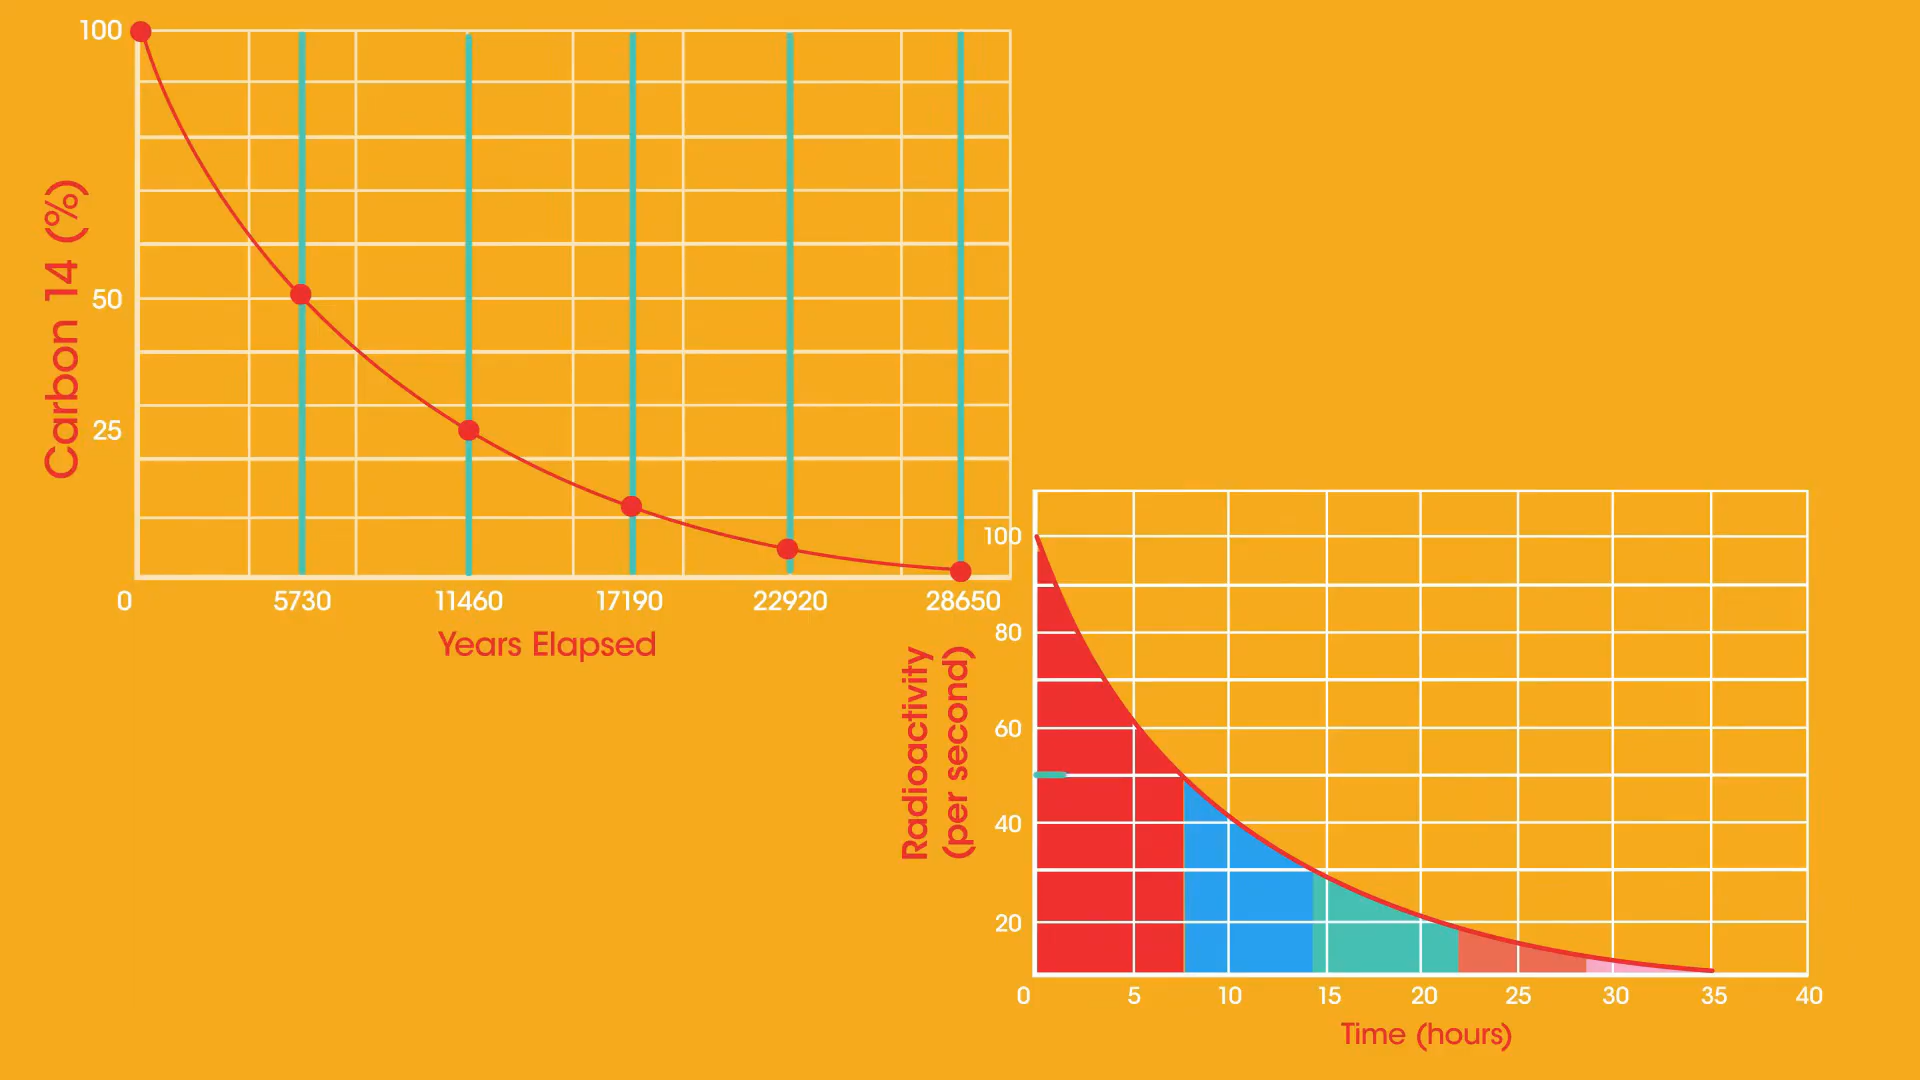 100
50
25
Carbon 14 (%)
0 5730 11460 17190 22920 28650
Years Elapsed
100
80
60
40
20
Radioactivity
(per second)
0 5 10 15 20 25 30 35 40
Time (hours)